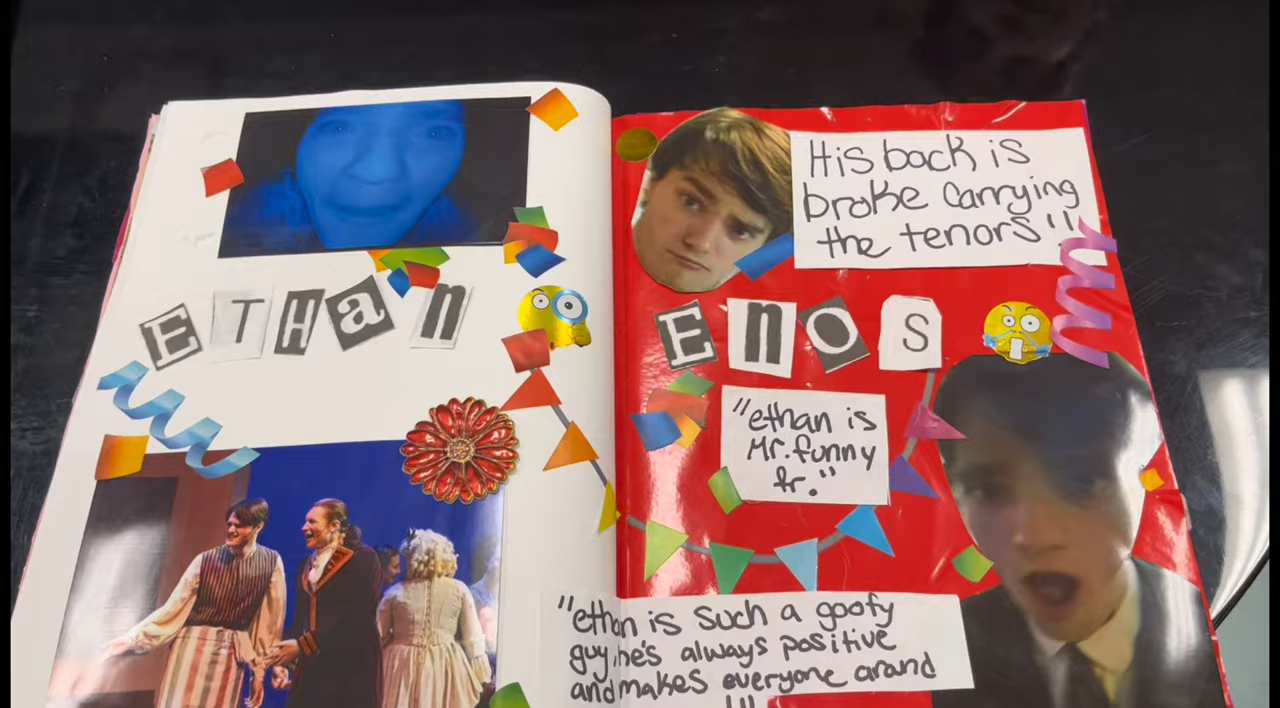 ETHaN
His back is
broke carrying
the tenors!!
ENOS
"ethan is
Mr. funny
fr."
"ethan is such a goofy
guy, he's always positive
and makes everyone arand